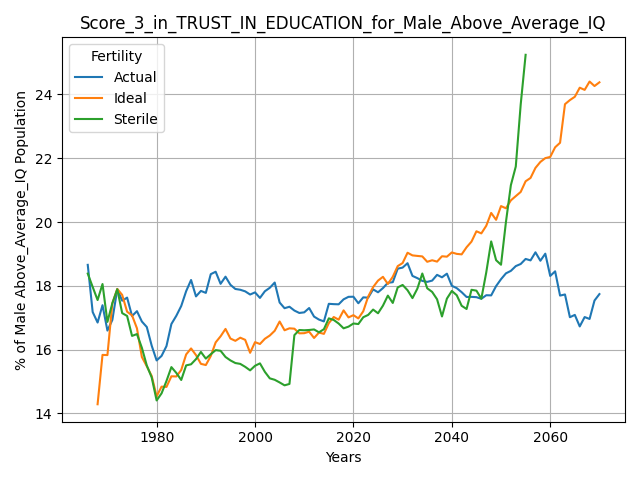 Score_3_in_TRUST_IN_EDUCATION_for_Male_Above_Average_IQ
Fertility
Actual
Ideal
Sterile
% of Male Above_Average_IQ Population
24
22
20
18
16
14
1980
2000
2020
2040
2060
Years